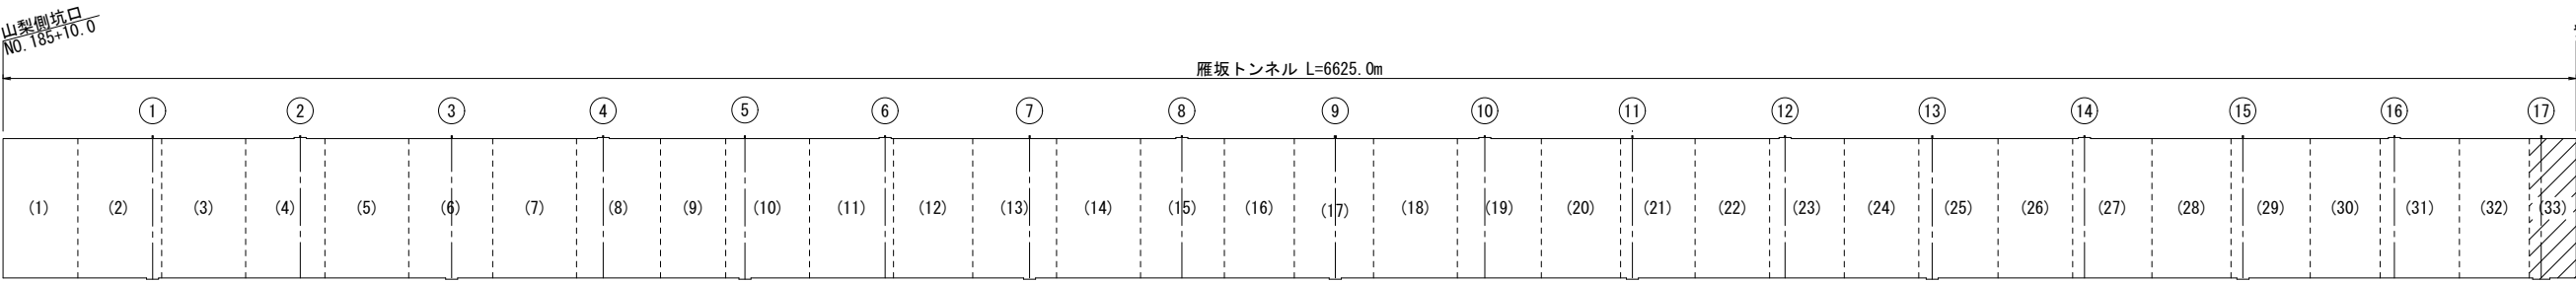 山梨側坑口
NO.185+10.0
雁坂トンネル L=6625.0m
1 2 3 4 5 6 7 8 9 10 11 12 13 14 15 16 17
(1) (2) (3) (4) (5) (6) (7) (8) (9) (10) (11) (12) (13) (14) (15) (16) (17) (18) (19) (20) (21) (22) (23) (24) (25) (26) (27) (28) (29) (30) (31) (32) (33)